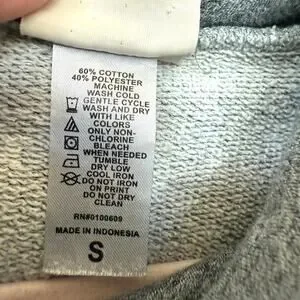 60% COTTON
40% POLYESTER
MACHINE
WASH COLD
GENTLE CYCLE
WASH AND DRY
WITH LIKE
COLORS
ONLY NON-
CHLORINE
BLEACH
WHEN NEEDED
TUMBLE
DRY LOW
COOL IRON
DO NOT IRON
ON PRINT
DO NOT DRY
CLEAN
RN#0100609
MADE IN INDONESIA
S